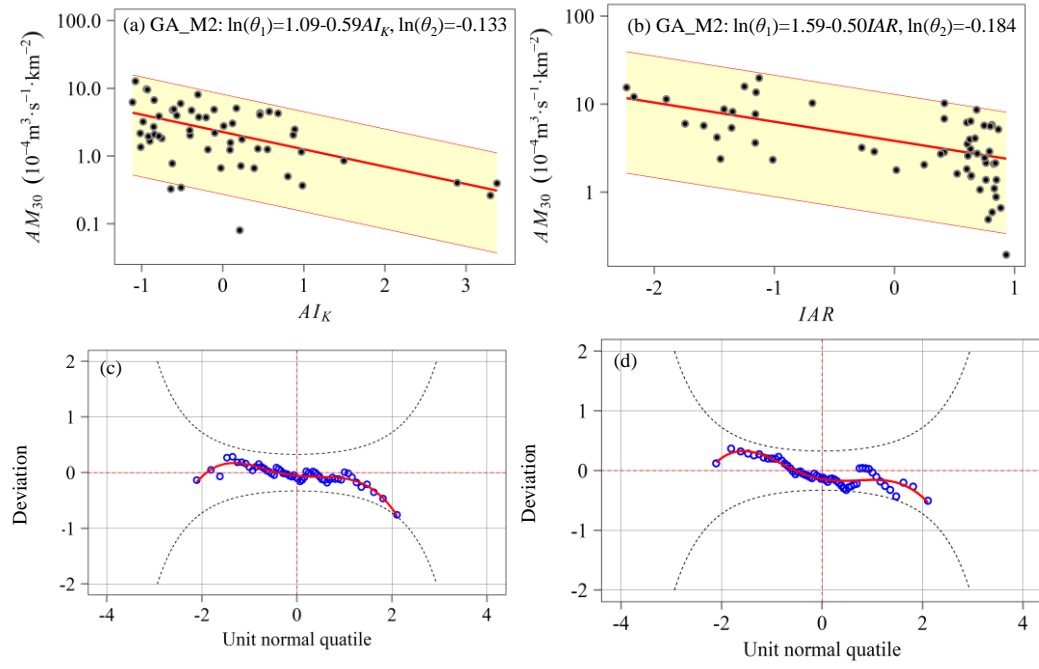 (a) GA_M2: ln(θ₁)=1.09-0.59AI_K, ln(θ₂)=-0.133
100.0
10.0
1.0
0.1
AM₃₀ (10⁻⁴m³·s⁻¹·km⁻²)
-1 0 1 2 3
AI_K
(b) GA_M2: ln(θ₁)=1.59-0.50IAR, ln(θ₂)=-0.184
100
10
1
AM₃₀ (10⁻⁴m³·s⁻¹·km⁻²)
-2 -1 0 1
IAR
(c)
2
1
0
-1
-2
Deviation
-4 -2 0 2 4
Unit normal quatile
(d)
2
1
0
-1
-2
Deviation
-4 -2 0 2 4
Unit normal quatile